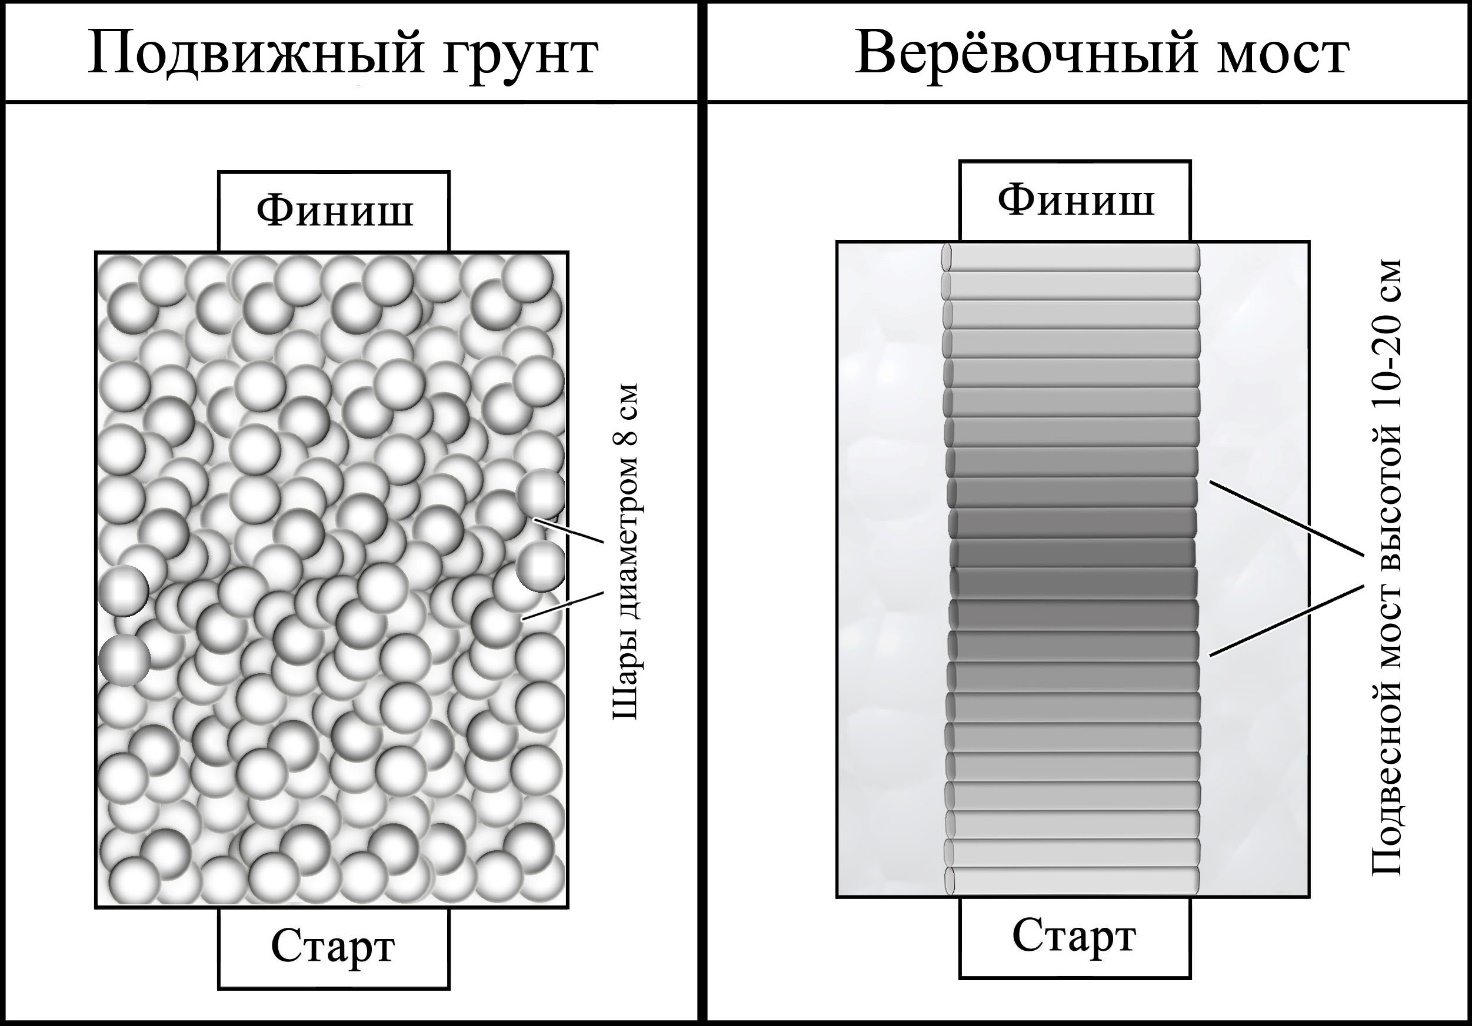 Подвижный грунт
Финиш
Шары диаметром 8 см
Старт
Верёвочный мост
Финиш
Подвесной мост высотой 10-20 см
Старт